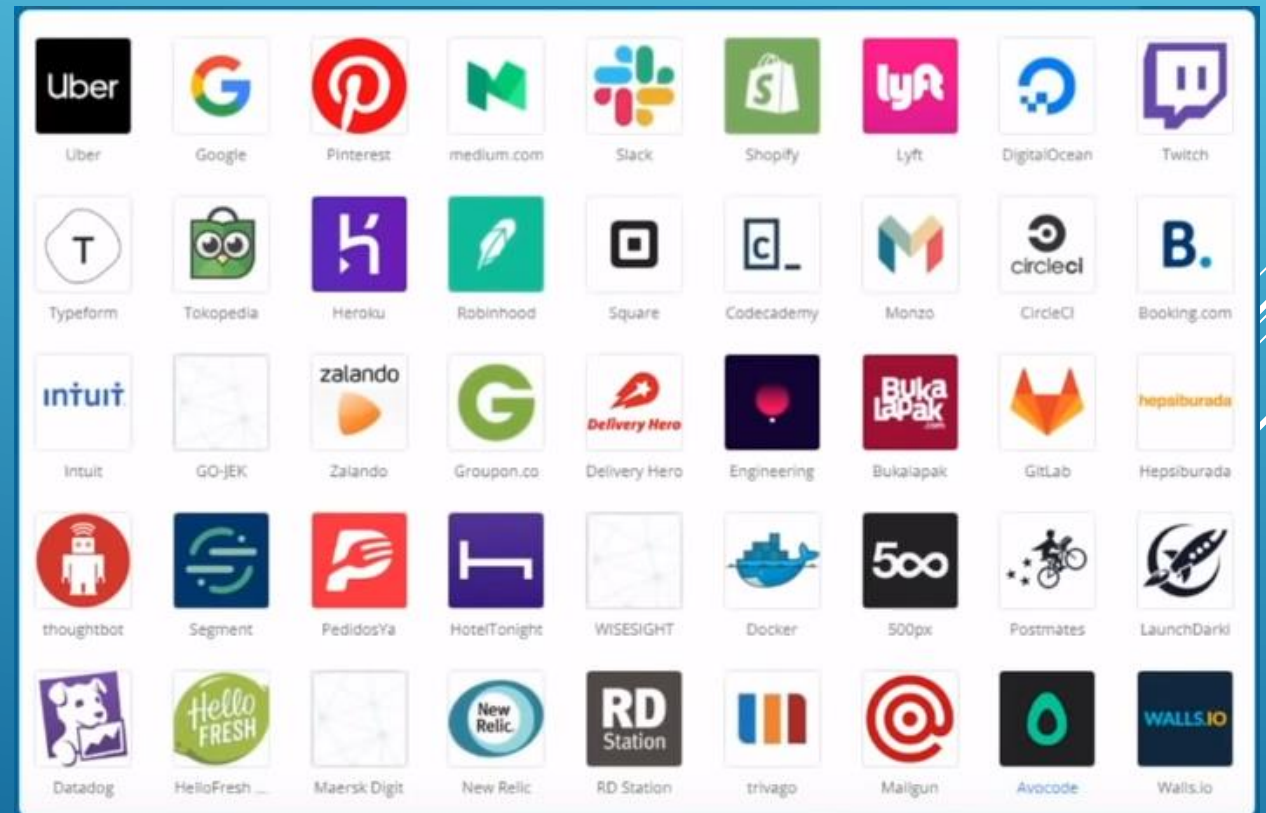 Uber
lyft
Uber
Google
Pinterest
medium.com
Slack
Shopify
Lyft
DigitalOcean
Twitch
T
C_
circleci
B.
Typeform
Tokopedia
Heroku
Robinhood
Square
Codecademy
Monzo
CircleCI
Booking.com
intuit
zalando
Delivery Hero
Buka
lapak
.com
hepsiburada
Intuit
GO-JEK
Zalando
Groupon.co
Delivery Hero
Engineering
Bukalapak
GitLab
Hepsiburada
500
thoughtbot
Segment
PedidosYa
HotelTonight
WISESIGHT
Docker
500px
Postmates
LaunchDarkl
Hello
FRESH
New
Relic.
RD
Station
WALLS.IO
Datadog
HelloFresh ...
Maersk Digit
New Relic
RD Station
trivago
Mailgun
Avocode
Walls.io